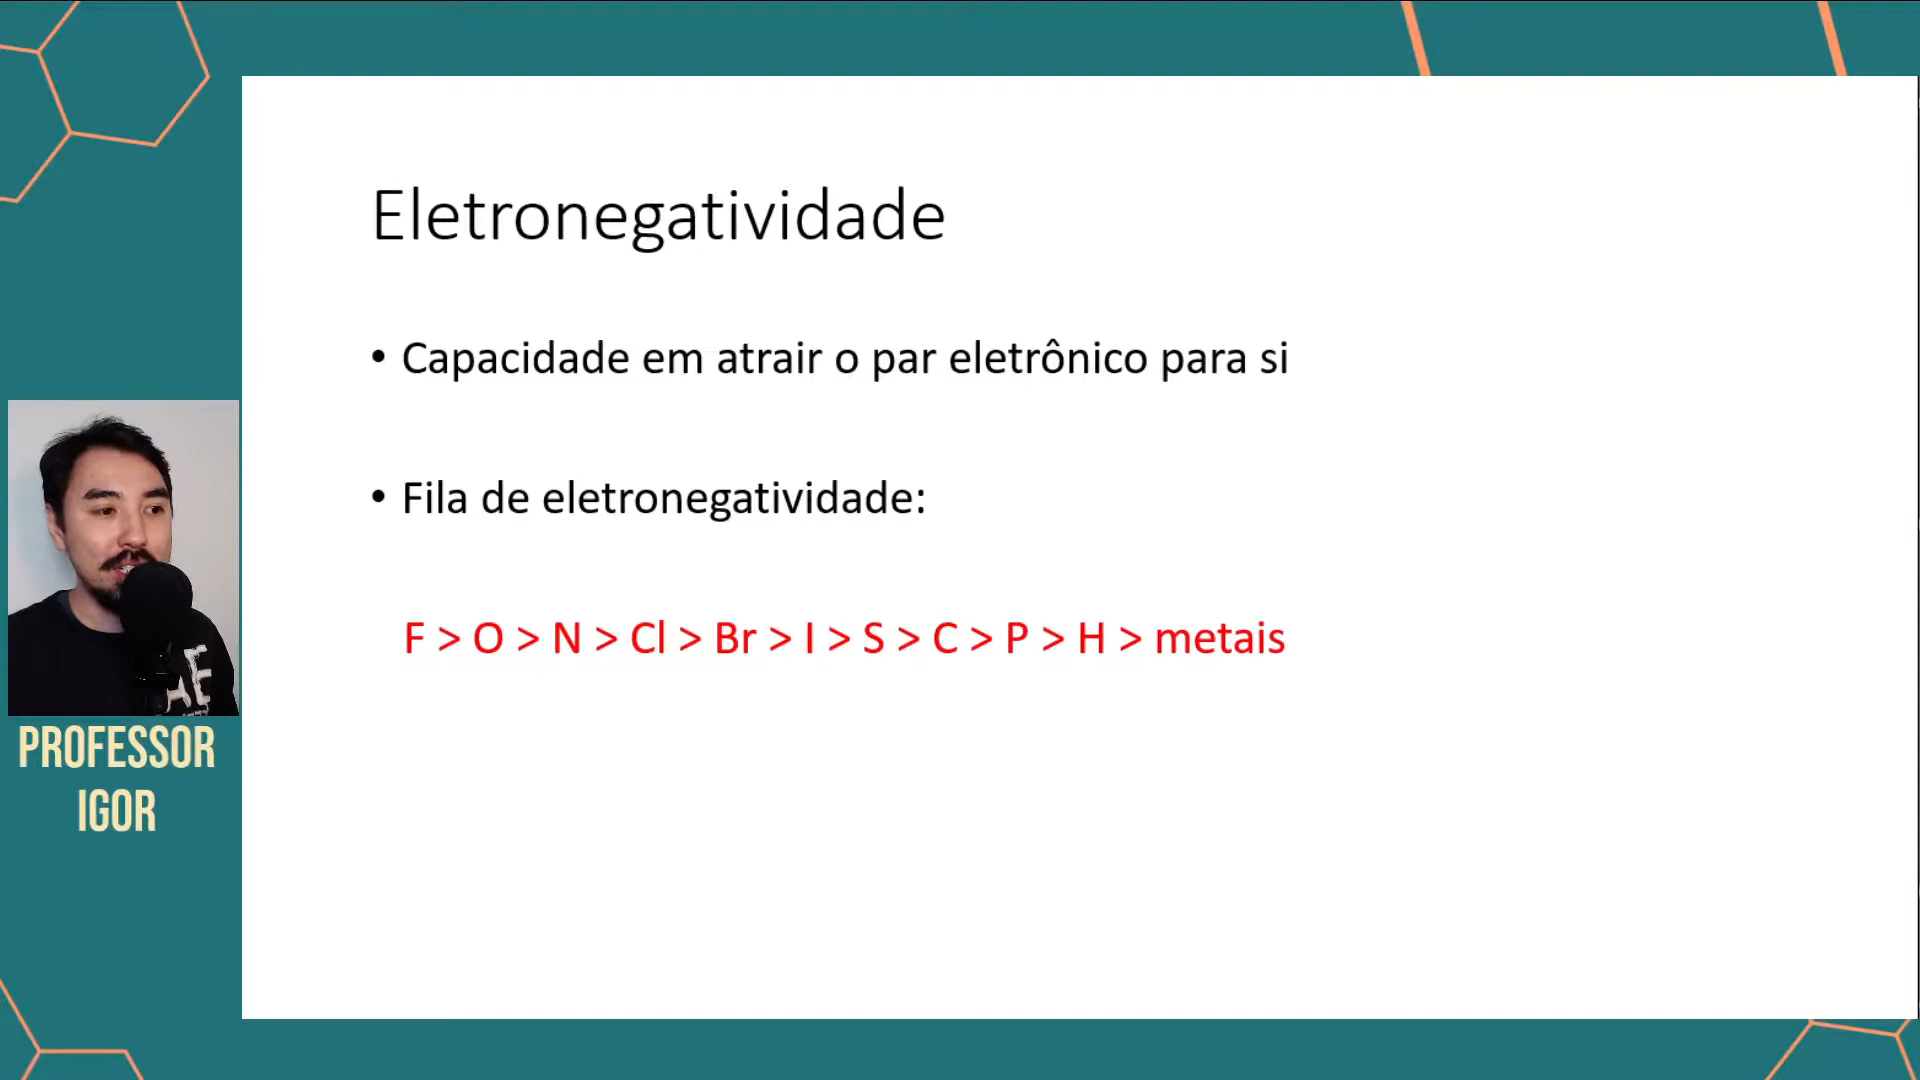 Eletronegatividade
• Capacidade em atrair o par eletrônico para si
• Fila de eletronegatividade:
F > O > N > Cl > Br > I > S > C > P > H > metais
PROFESSOR
IGOR